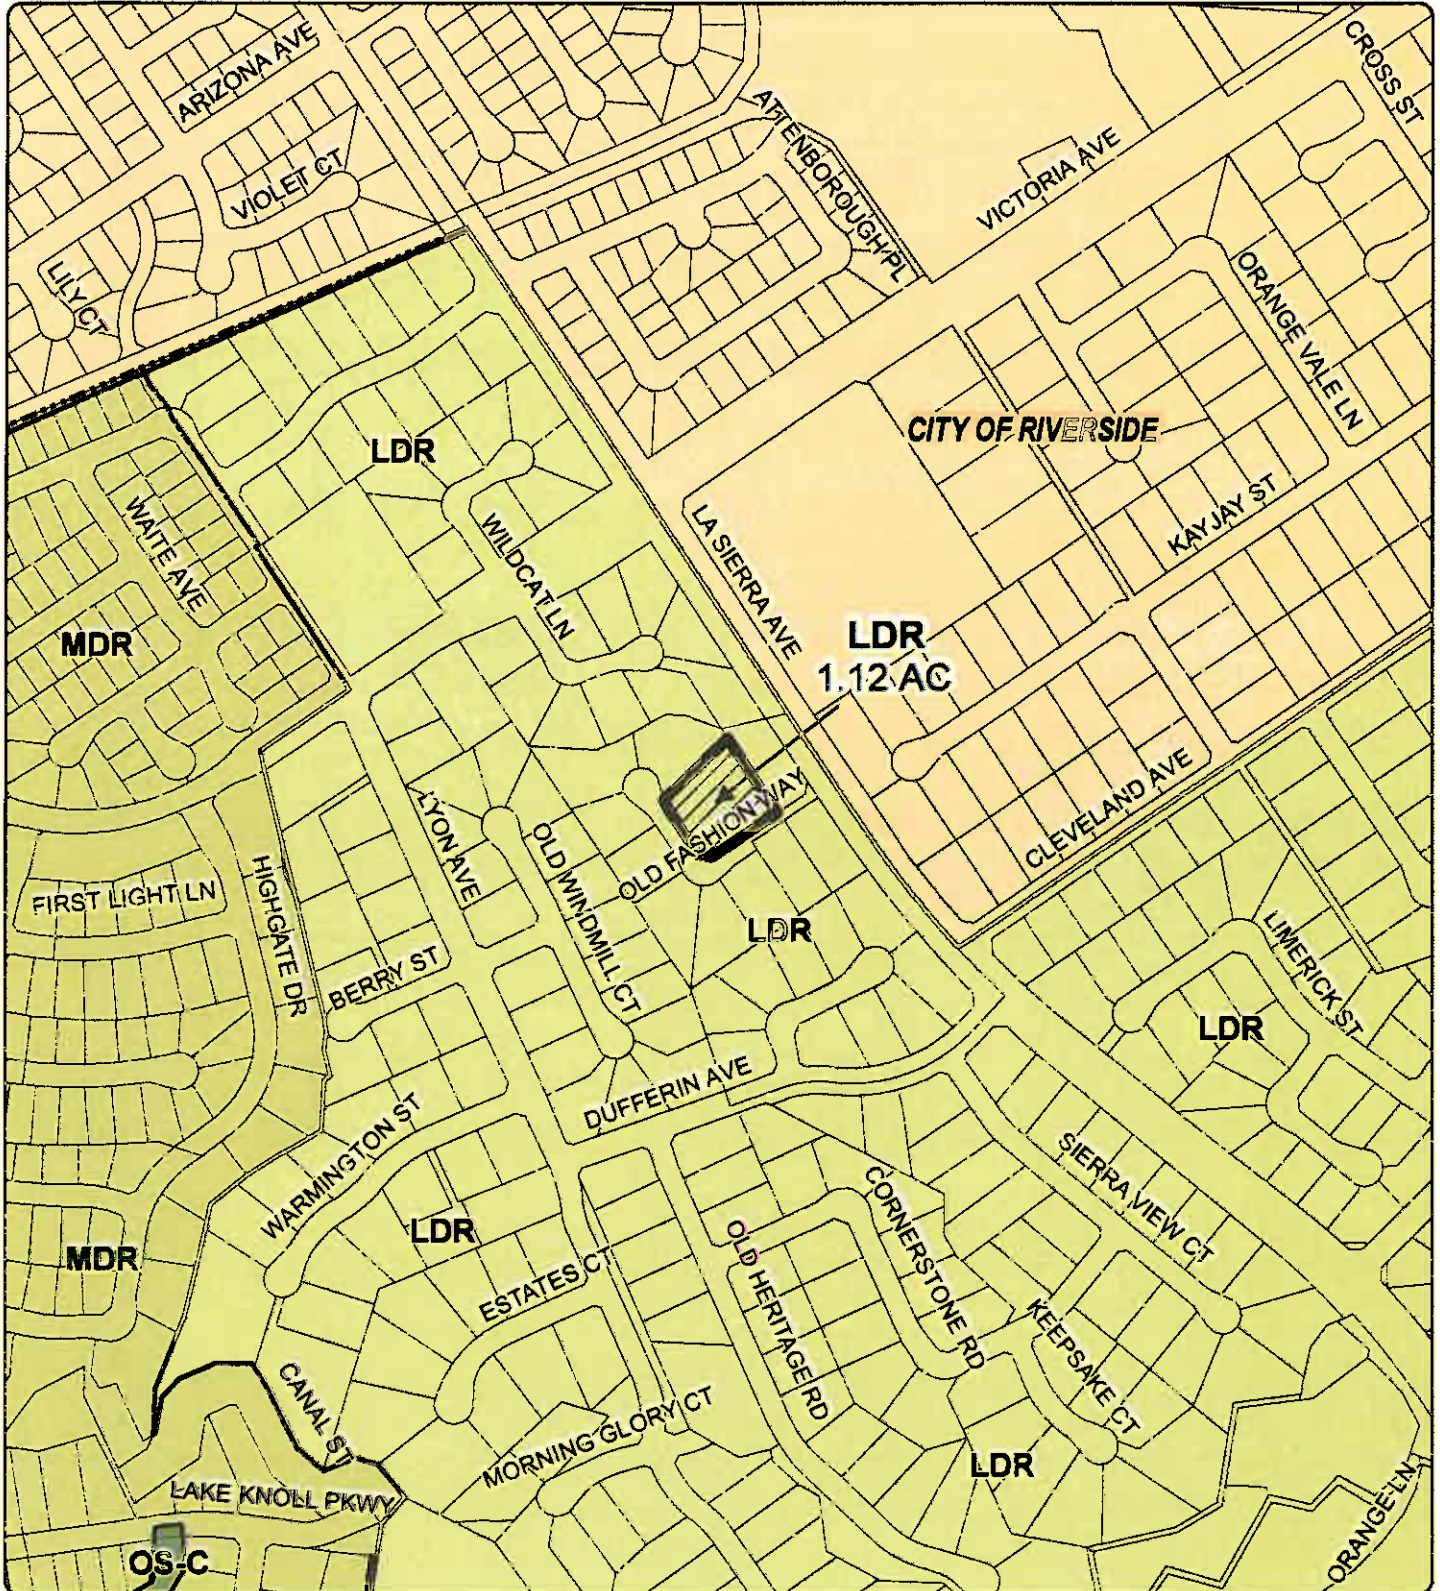 CROSS ST
ARIZONA AVE
ATTENBOROUGH PL
VICTORIA AVE
VIOLET CT
LILY CT
ORANGE VALE LN
CITY OF RIVERSIDE
LDR
KAYJAY ST
WAITE AVE
WILDCAT LN
LA SIERRA AVE
MDR
LDR
1.12 AC
CLEVELAND AVE
LYON AVE
OLD FASHION WAY
OLD WINDMILL CT
FIRST LIGHT LN
HIGHGATE DR
LDR
LIMERICK ST
BERRY ST
LDR
DUFFERIN AVE
WARMINGTON ST
SIERRA VIEW CT
CORNERSTONE RD
LDR
MDR
OLD HERITAGE RD
ESTATES CT
KEEPSAKE CT
CANAL ST
MORNING GLORY CT
LDR
LAKE KNOLL PKWY
ORANGE LN
OS-C